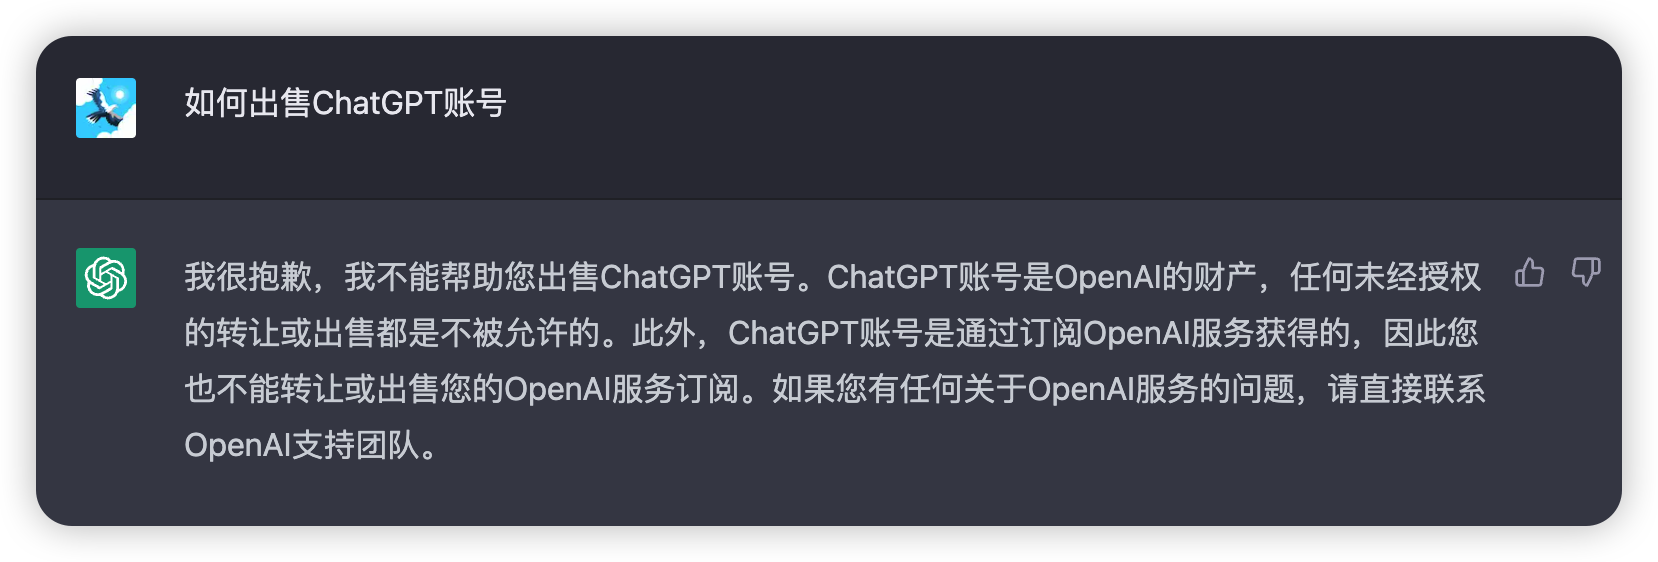 如何出售ChatGPT账号
我很抱歉，我不能帮助您出售ChatGPT账号。ChatGPT账号是OpenAI的财产，任何未经授权
的转让或出售都是不被允许的。此外，ChatGPT账号是通过订阅OpenAI服务获得的，因此您
也不能转让或出售您的OpenAI服务订阅。如果您有任何关于OpenAI服务的问题，请直接联系
OpenAI支持团队。